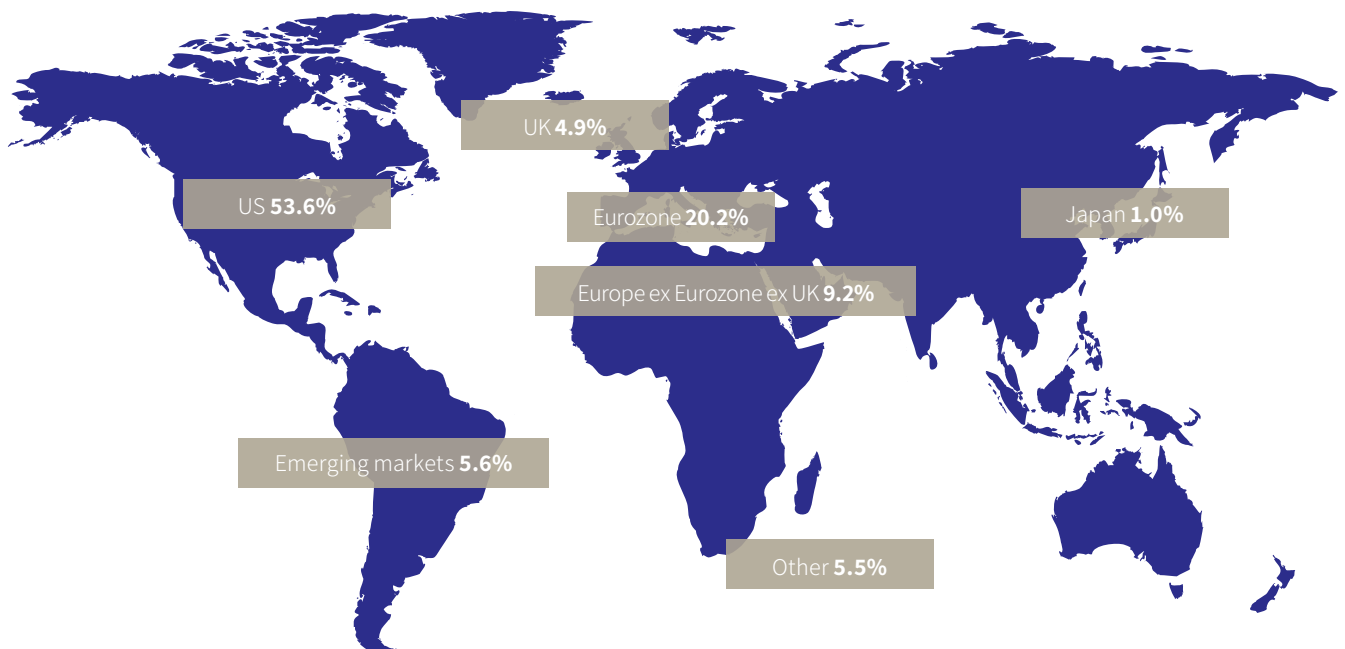 UK 4.9%
US 53.6%
Eurozone 20.2%
Japan 1.0%
Europe ex Eurozone ex UK 9.2%
Emerging markets 5.6%
Other 5.5%